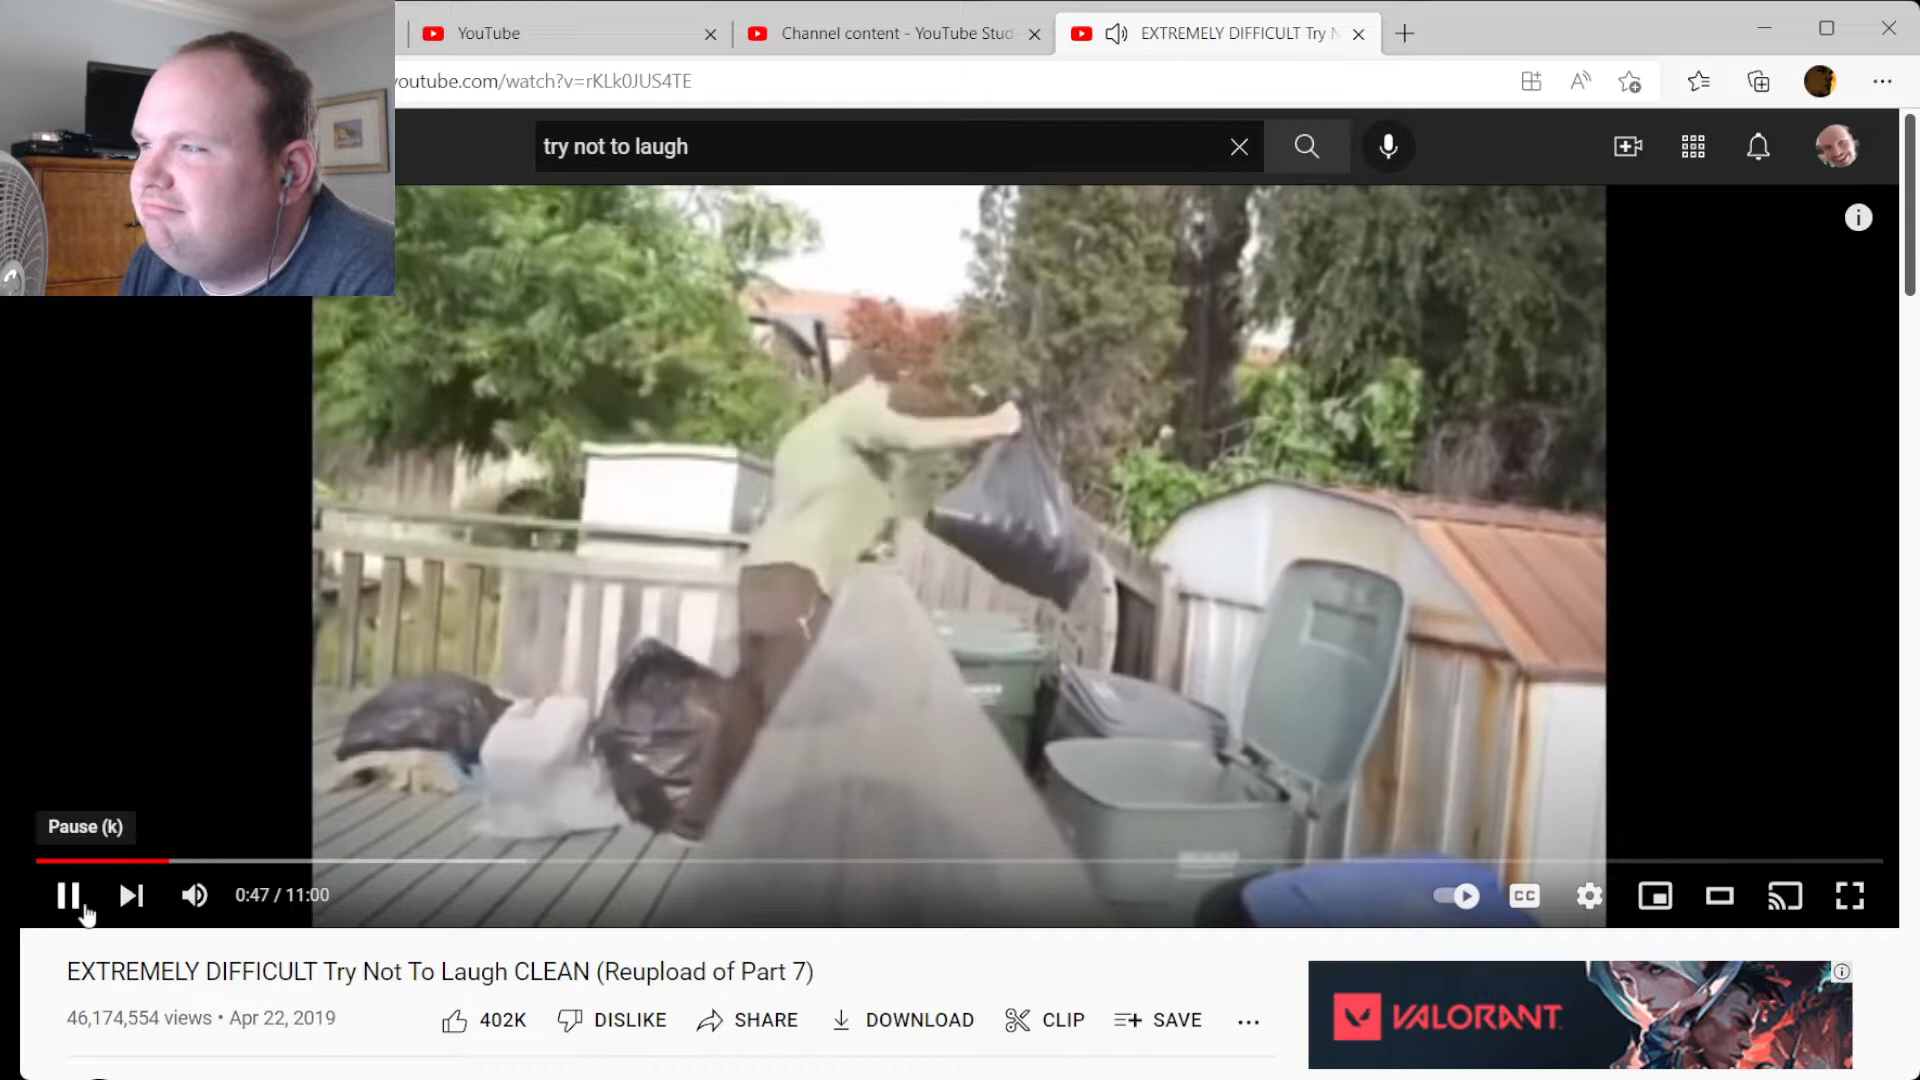 YouTube
Channel content - YouTube Stud
EXTREMELY DIFFICULT Try N
youtube.com/watch?v=rKLk0JUS4TE
try not to laugh
Pause (k)
0:47 / 11:00
CC
EXTREMELY DIFFICULT Try Not To Laugh CLEAN (Reupload of Part 7)
46,174,554 views • Apr 22, 2019
402K
DISLIKE
SHARE
DOWNLOAD
CLIP
SAVE
VALORANT